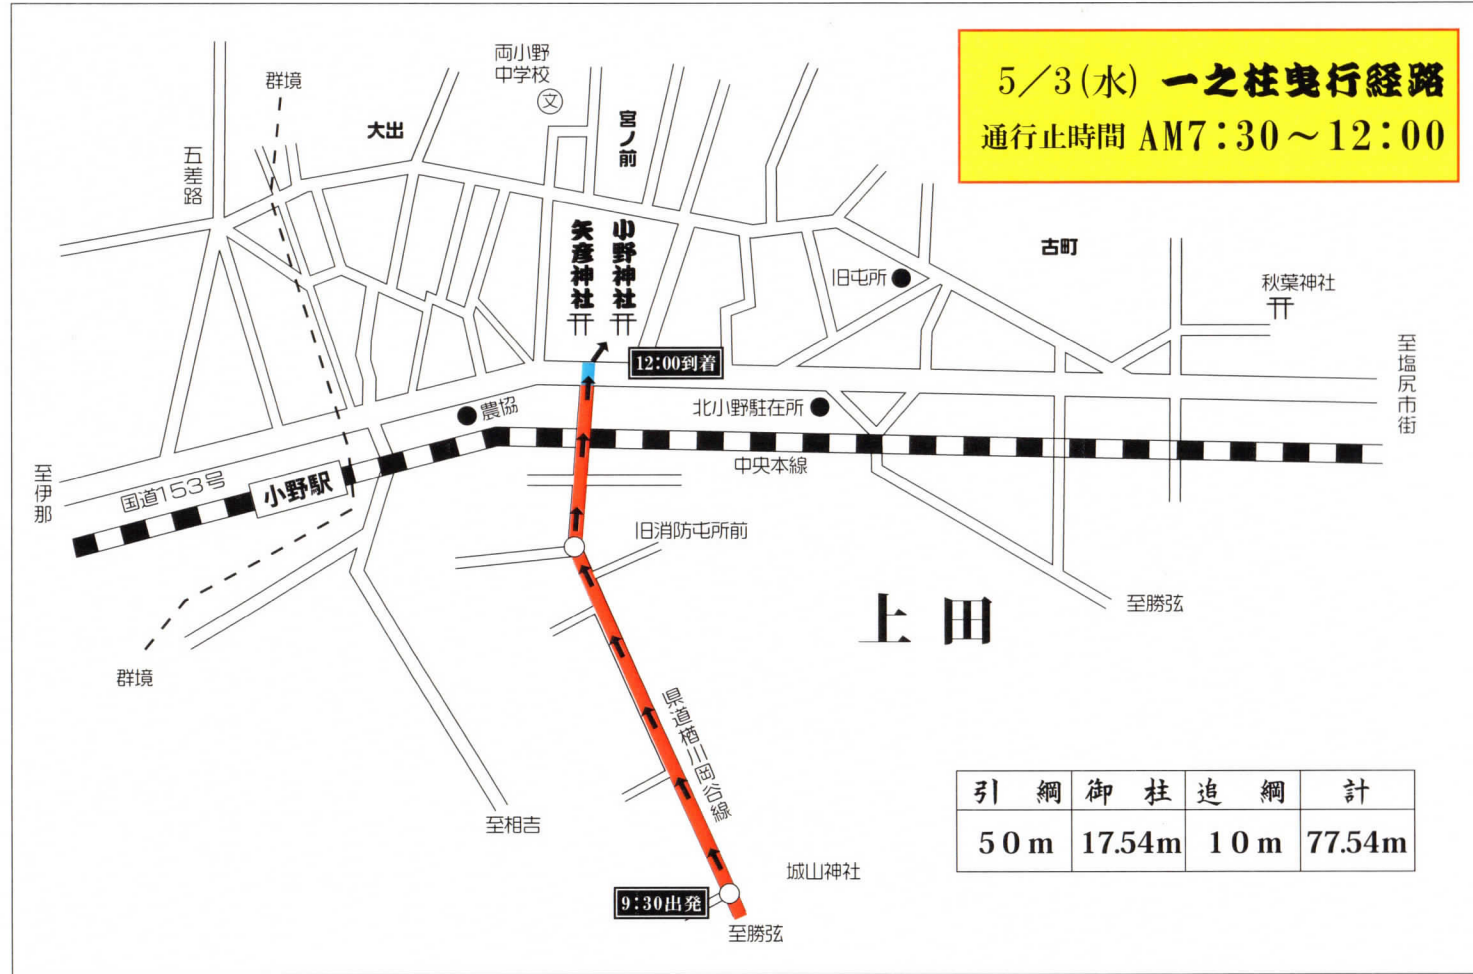 5／3(水) 一之柱曳行経路
通行止時間 AM7:30～12:00
両小野
中学校
文
群境
大出
宮ノ前
五差路
矢彦神社
小野神社
旧屯所
古町
秋葉神社
至塩尻市街
12:00到着
北小野駐在所
農協
中央本線
至伊那
国道153号
小野駅
旧消防屯所前
至勝弦
上田
群境
県道楢川岡谷線
至相吉
城山神社
9:30出発
至勝弦
引綱 御柱 追綱 計
50m 17.54m 10m 77.54m